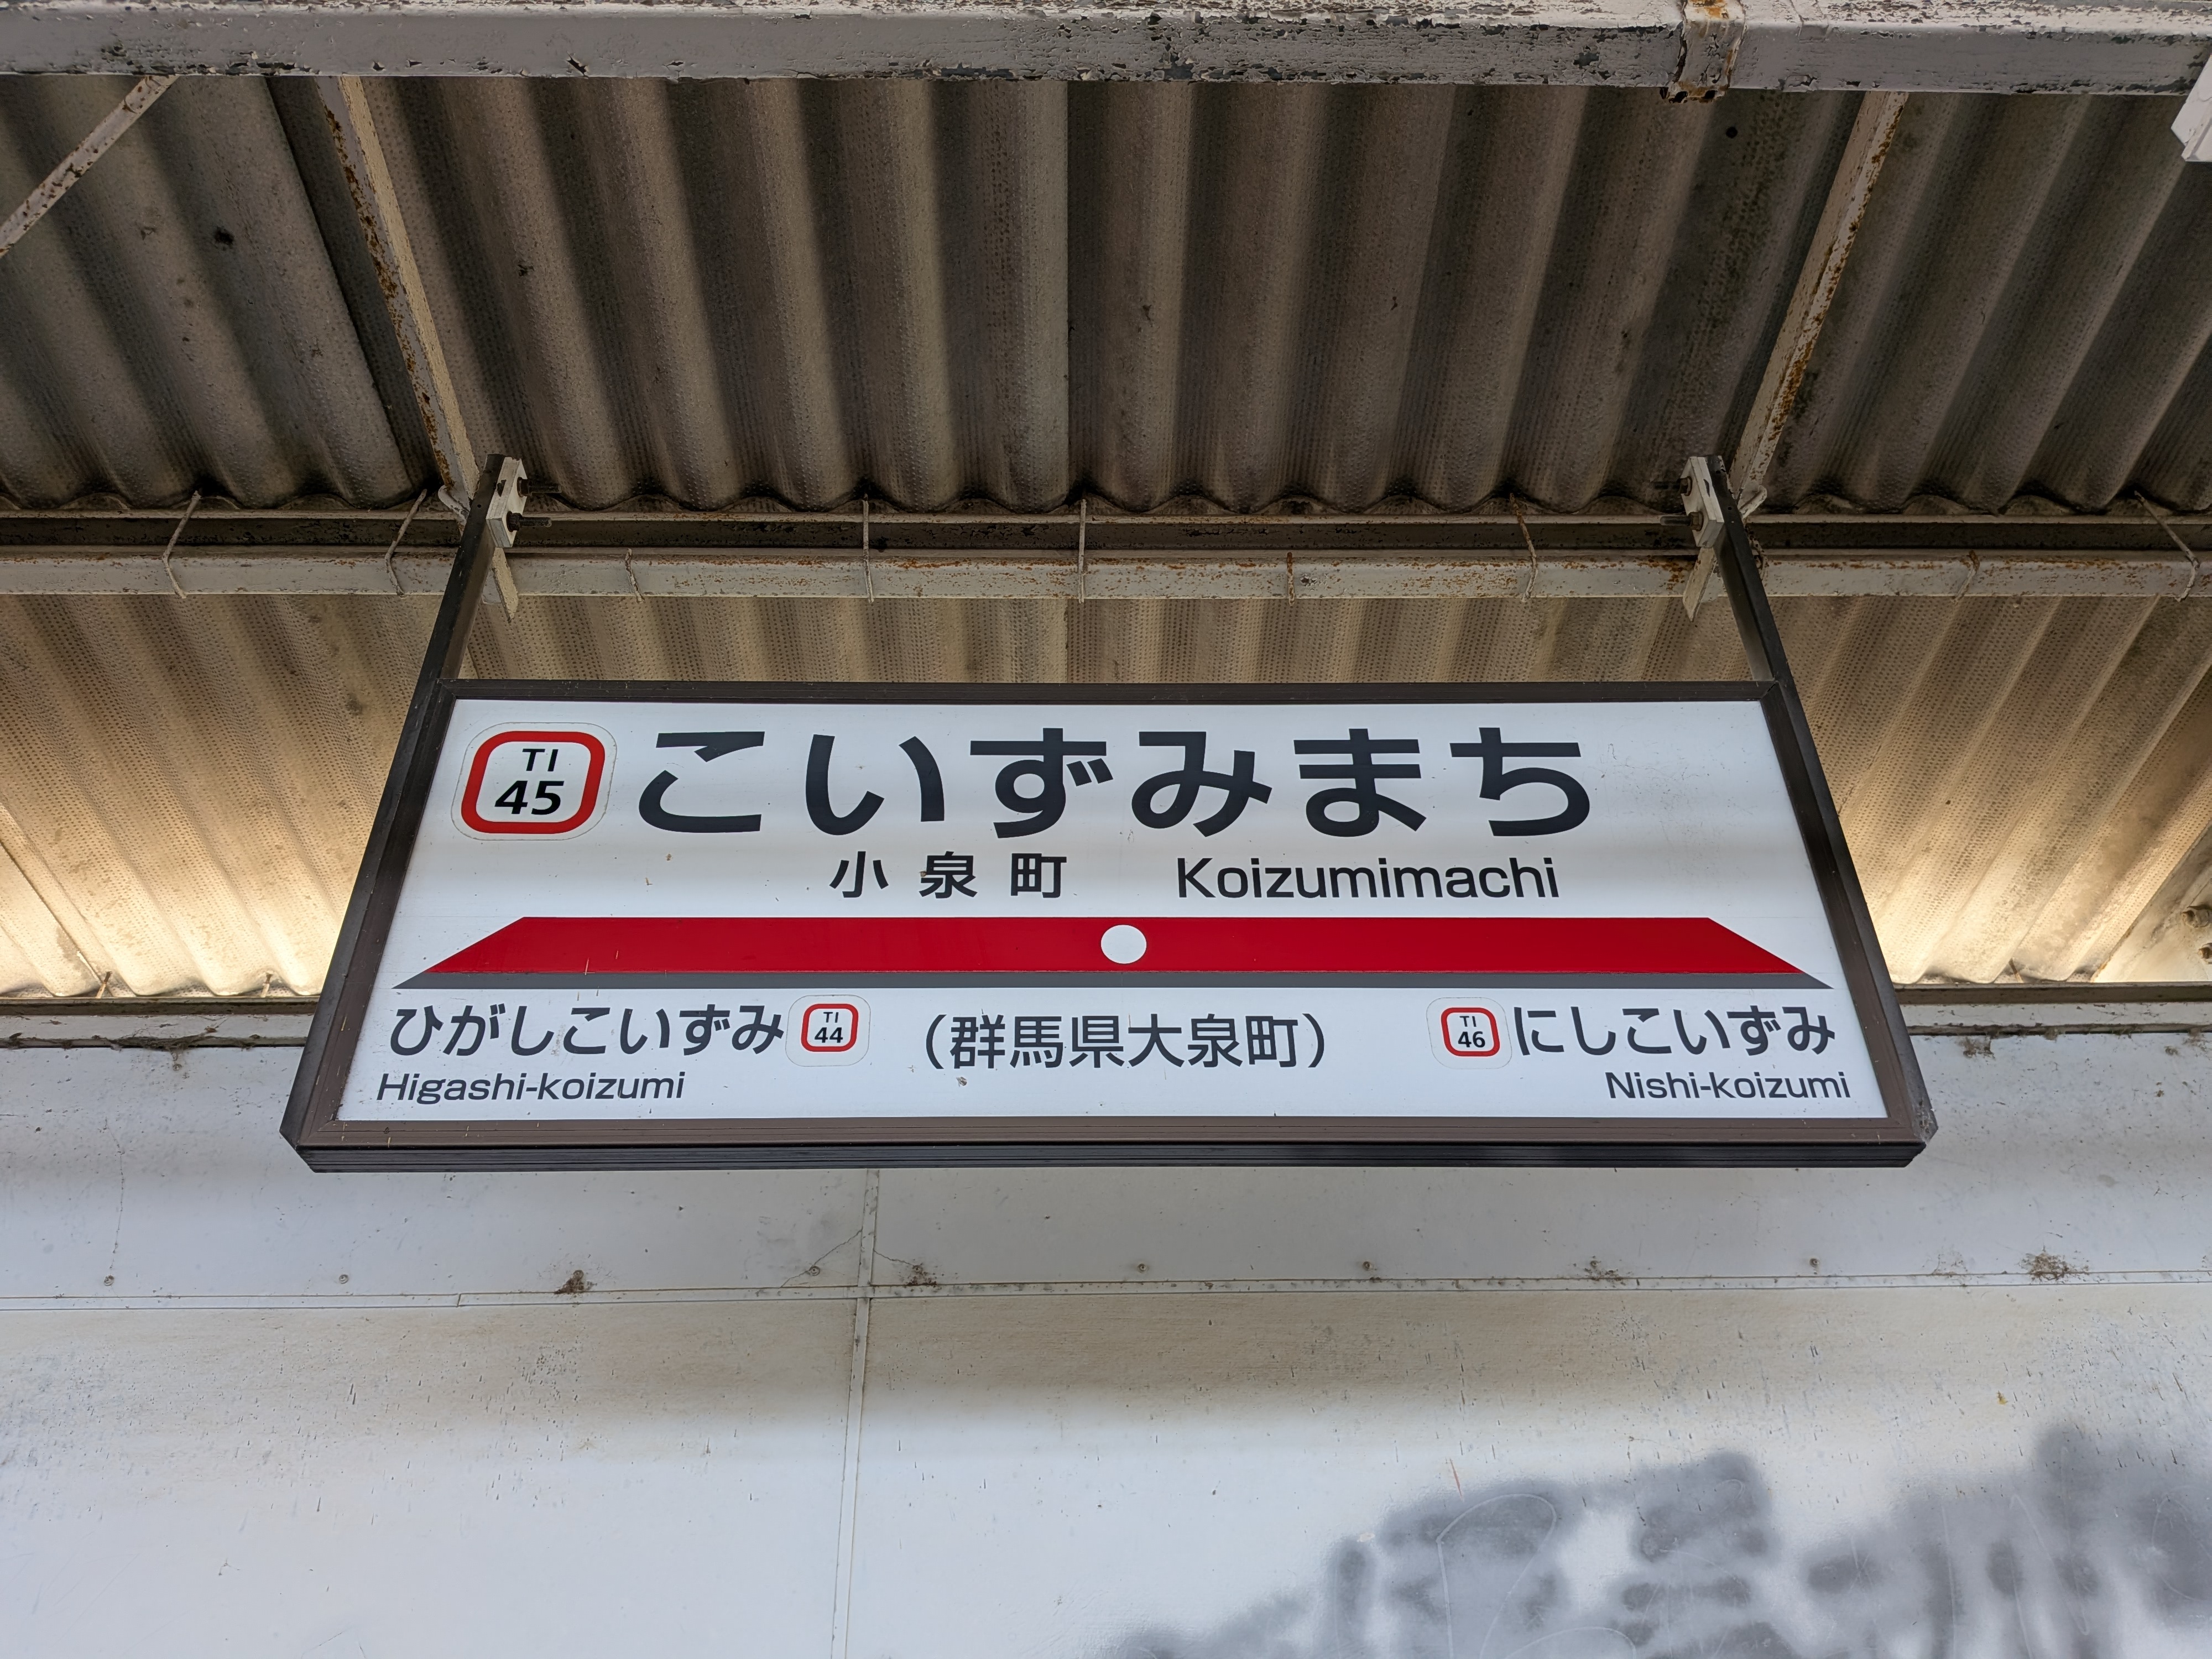 TI
45
こいずみまち
小泉町 Koizumimachi
ひがしこいずみ
TI
44
(群馬県大泉町)
TI
46
にしこいずみ
Higashi-koizumi
Nishi-koizumi